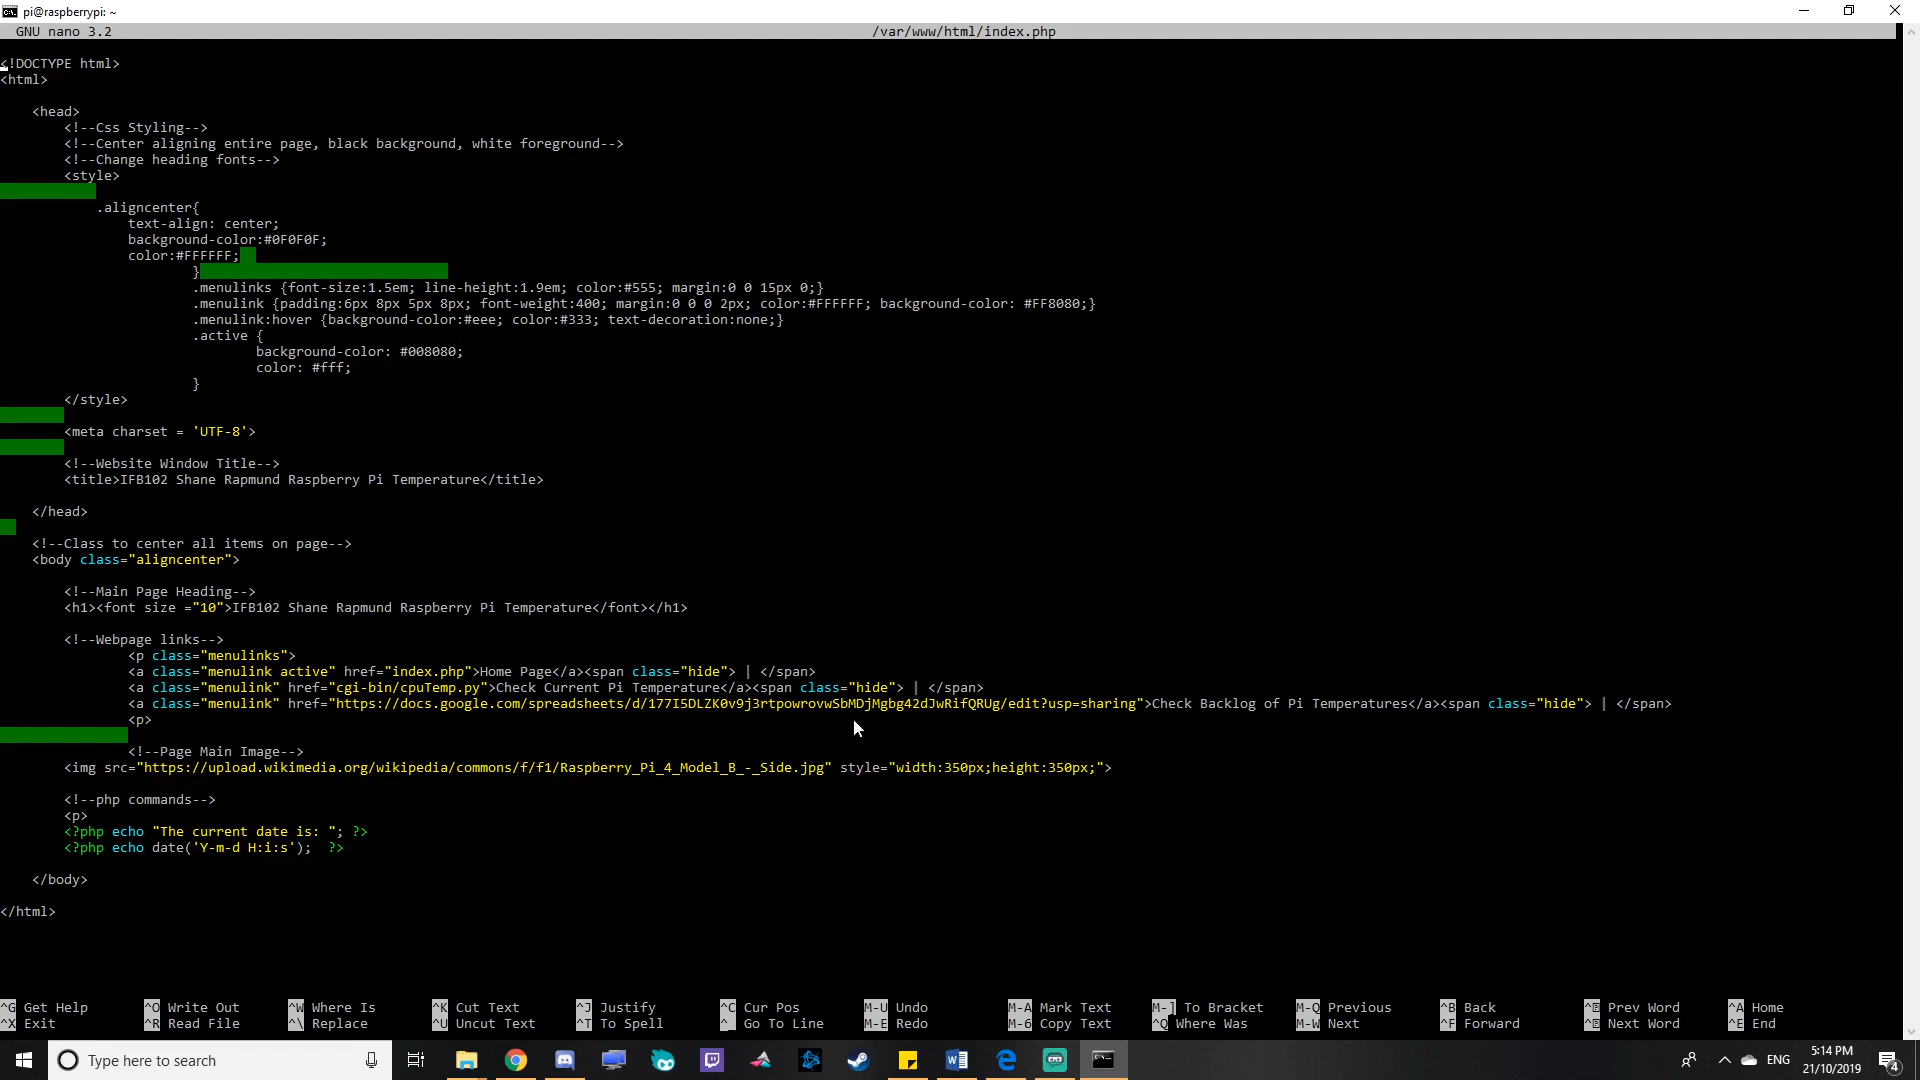 pi@raspberrypi: ~
GNU nano 3.2 /var/www/html/index.php
<!DOCTYPE html>
<html>
<head>
<!--Css Styling-->
<!--Center aligning entire page, black background, white foreground-->
<!--Change heading fonts-->
<style>
.aligncenter{
text-align: center;
background-color:#0F0F0F;
color:#FFFFFF;
}
.menulinks {font-size:1.5em; line-height:1.9em; color:#555; margin:0 0 15px 0;}
.menulink {padding:6px 8px 5px 8px; font-weight:400; margin:0 0 0 2px; color:#FFFFFF; background-color: #FF8080;}
.menulink:hover {background-color:#eee; color:#333; text-decoration:none;}
.active {
background-color: #008080;
color: #fff;
}
</style>
<meta charset = 'UTF-8'>
<!--Website Window Title-->
<title>IFB102 Shane Rapmund Raspberry Pi Temperature</title>
</head>
<!--Class to center all items on page-->
<body class="aligncenter">
<!--Main Page Heading-->
<h1><font size ="10">IFB102 Shane Rapmund Raspberry Pi Temperature</font></h1>
<!--Webpage links-->
<p class="menulinks">
<a class="menulink active" href="index.php">Home Page</a><span class="hide"> | </span>
<a class="menulink" href="cgi-bin/cpuTemp.py">Check Current Pi Temperature</a><span class="hide"> | </span>
<a class="menulink" href="https://docs.google.com/spreadsheets/d/177I5DLZK0v9j3rtpowrovwSbMDjMgbg42dJwRifQRUg/edit?usp=sharing">Check Backlog of Pi Temperatures</a><span class="hide"> | </span>
<p>
<!--Page Main Image-->
<img src="https://upload.wikimedia.org/wikipedia/commons/f/f1/Raspberry_Pi_4_Model_B_-_Side.jpg" style="width:350px;height:350px;">
<!--php commands-->
<p>
<?php echo "The current date is: "; ?>
<?php echo date('Y-m-d H:i:s');  ?>
</body>
</html>
^G Get Help ^O Write Out ^W Where Is ^K Cut Text ^J Justify ^C Cur Pos M-U Undo M-A Mark Text M-] To Bracket M-Q Previous ^B Back Prev Word ^A Home
^X Exit ^R Read File ^\ Replace ^U Uncut Text ^T To Spell ^_ Go To Line M-E Redo M-6 Copy Text ^Q Where Was M-W Next ^F Forward Next Word ^E End
Type here to search
ENG
5:14 PM
21/10/2019
4